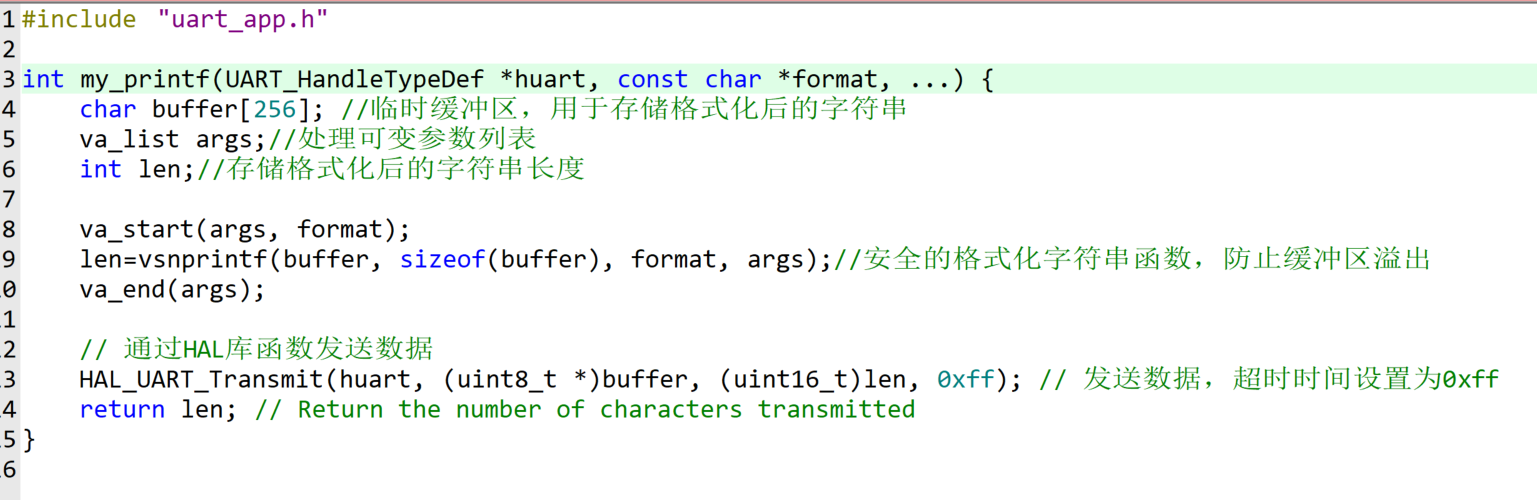 1 #include "uart_app.h"
2
3 int my_printf(UART_HandleTypeDef *huart, const char *format, ...) {
4     char buffer[256]; //临时缓冲区，用于存储格式化后的字符串
5     va_list args;//处理可变参数列表
6     int len;//存储格式化后的字符串长度
7
8     va_start(args, format);
9     len=vsnprintf(buffer, sizeof(buffer), format, args);//安全的格式化字符串函数，防止缓冲区溢出
0     va_end(args);
1
2     // 通过HAL库函数发送数据
3     HAL_UART_Transmit(huart, (uint8_t *)buffer, (uint16_t)len, 0xff); // 发送数据，超时时间设置为0xff
4     return len; // Return the number of characters transmitted
5 }
6